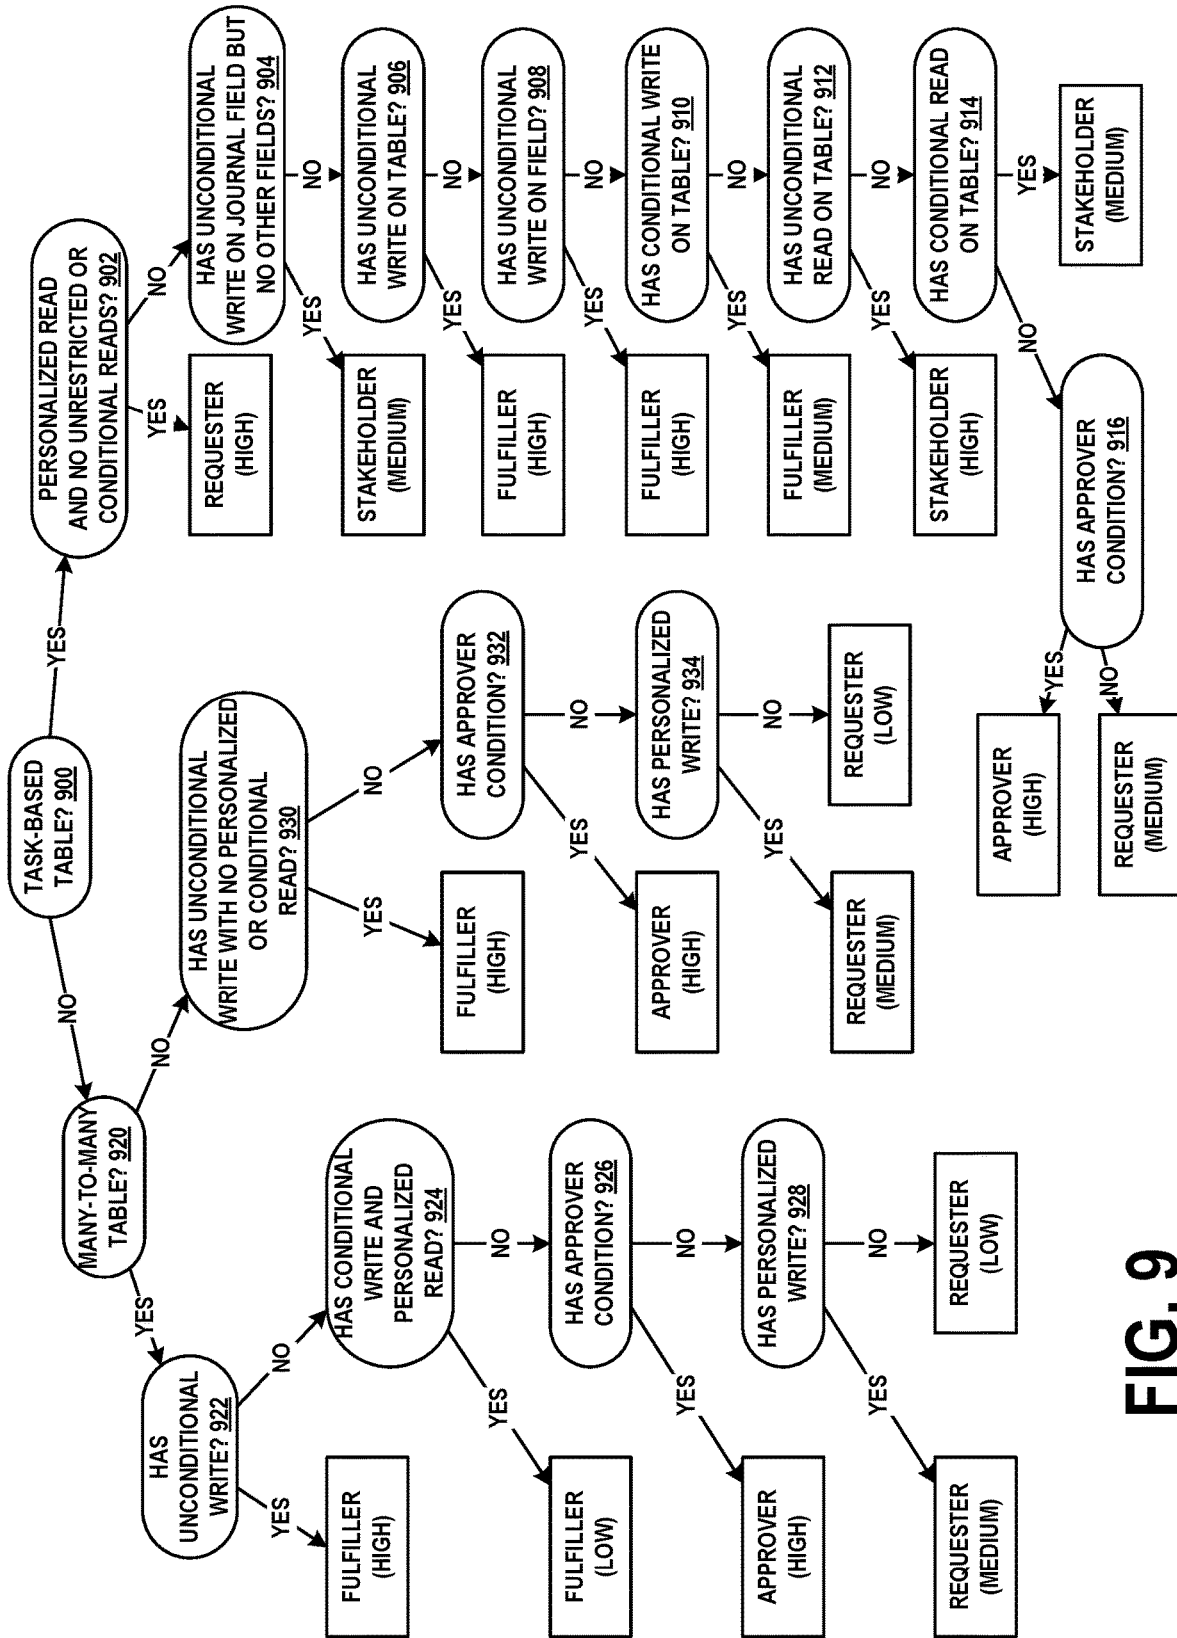 TASK-BASED
TABLE? 900
YES
NO
PERSONALIZED READ
AND NO UNRESTRICTED OR
CONDITIONAL READS? 902
YES
NO
REQUESTER
(HIGH)
HAS UNCONDITIONAL
WRITE ON JOURNAL FIELD BUT
NO OTHER FIELDS? 904
YES
NO
STAKEHOLDER
(MEDIUM)
HAS UNCONDITIONAL
WRITE ON TABLE? 906
YES
NO
FULFILLER
(HIGH)
HAS UNCONDITIONAL
WRITE ON FIELD? 908
YES
NO
FULFILLER
(HIGH)
HAS CONDITIONAL WRITE
ON TABLE? 910
YES
NO
FULFILLER
(MEDIUM)
HAS UNCONDITIONAL
READ ON TABLE? 912
YES
NO
STAKEHOLDER
(HIGH)
HAS CONDITIONAL READ
ON TABLE? 914
YES
NO
STAKEHOLDER
(MEDIUM)
HAS APPROVER
CONDITION? 916
YES
NO
APPROVER
(HIGH)
REQUESTER
(MEDIUM)
MANY-TO-MANY
TABLE? 920
YES
NO
HAS UNCONDITIONAL
WRITE WITH NO PERSONALIZED
OR CONDITIONAL
READ? 930
YES
NO
FULFILLER
(HIGH)
HAS APPROVER
CONDITION? 932
YES
NO
APPROVER
(HIGH)
HAS PERSONALIZED
WRITE? 934
YES
NO
REQUESTER
(MEDIUM)
REQUESTER
(LOW)
HAS
UNCONDITIONAL
WRITE? 922
YES
NO
FULFILLER
(HIGH)
HAS CONDITIONAL
WRITE AND
PERSONALIZED
READ? 924
YES
NO
FULFILLER
(LOW)
HAS APPROVER
CONDITION? 926
YES
NO
APPROVER
(HIGH)
HAS PERSONALIZED
WRITE? 928
YES
NO
REQUESTER
(MEDIUM)
REQUESTER
(LOW)
FIG. 9